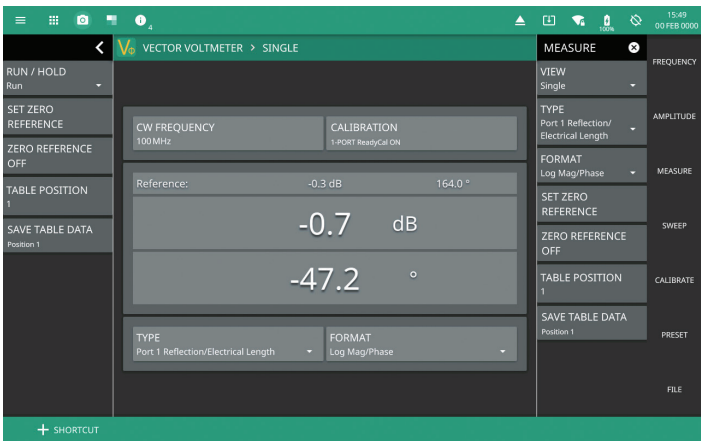 4
100%
15:49
00 FEB 0000
VECTOR VOLTMETER > SINGLE
RUN / HOLD
Run
SET ZERO
REFERENCE
ZERO REFERENCE
OFF
TABLE POSITION
1
SAVE TABLE DATA
Position 1
CW FREQUENCY
100 MHz
CALIBRATION
1-PORT ReadyCal ON
Reference: -0.3 dB 164.0 °
-0.7 dB
-47.2 °
TYPE
Port 1 Reflection/Electrical Length
FORMAT
Log Mag/Phase
MEASURE
VIEW
Single
TYPE
Port 1 Reflection/
Electrical Length
FORMAT
Log Mag/Phase
SET ZERO
REFERENCE
ZERO REFERENCE
OFF
TABLE POSITION
1
SAVE TABLE DATA
Position 1
FREQUENCY
AMPLITUDE
MEASURE
SWEEP
CALIBRATE
PRESET
FILE
+ SHORTCUT